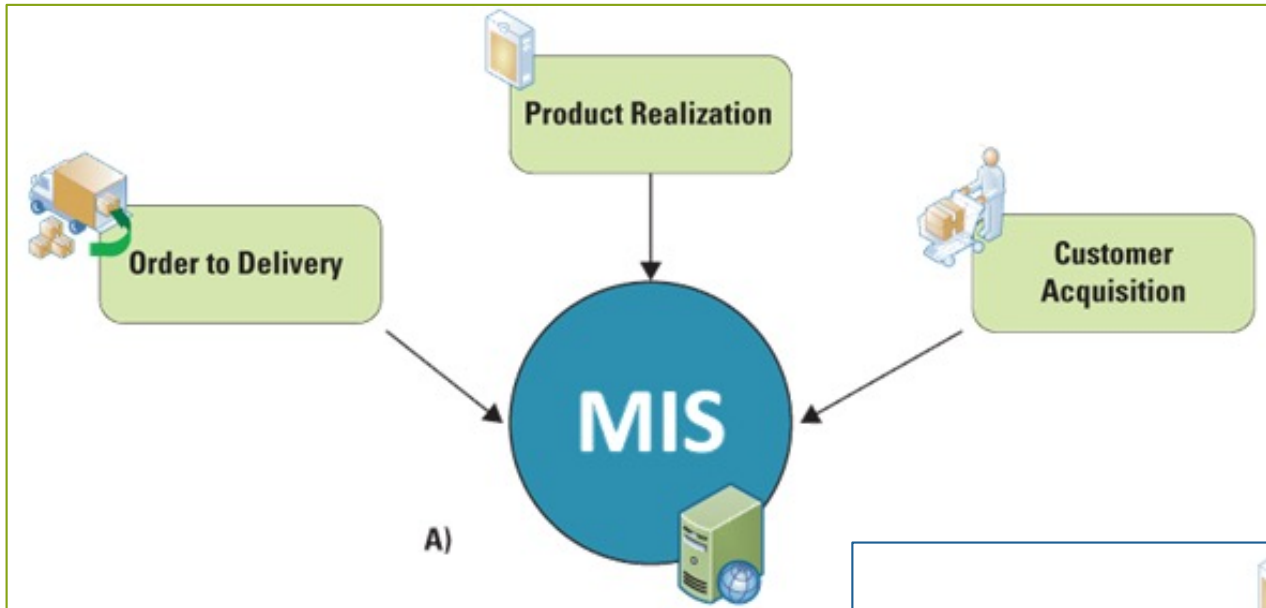 Product Realization
Order to Delivery
Customer
Acquisition
MIS
A)